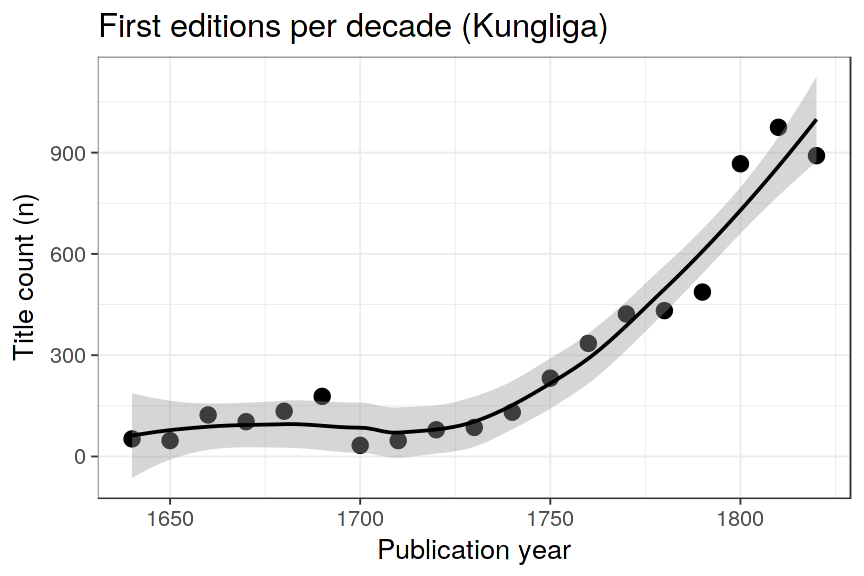 First editions per decade (Kungliga)
Title count (n)
900
600
300
0
1650 1700 1750 1800
Publication year